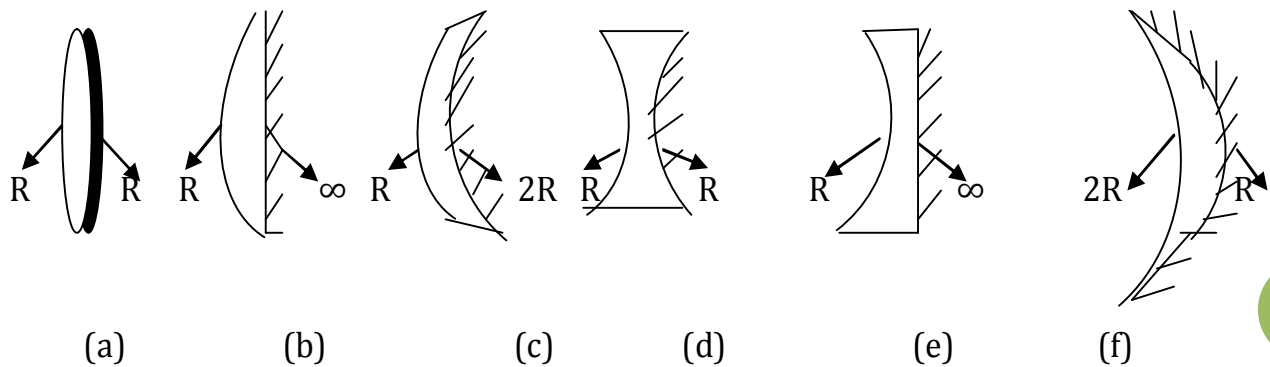 R R R ∞ R 2R R R R ∞ 2R R
(a) (b) (c) (d) (e) (f)